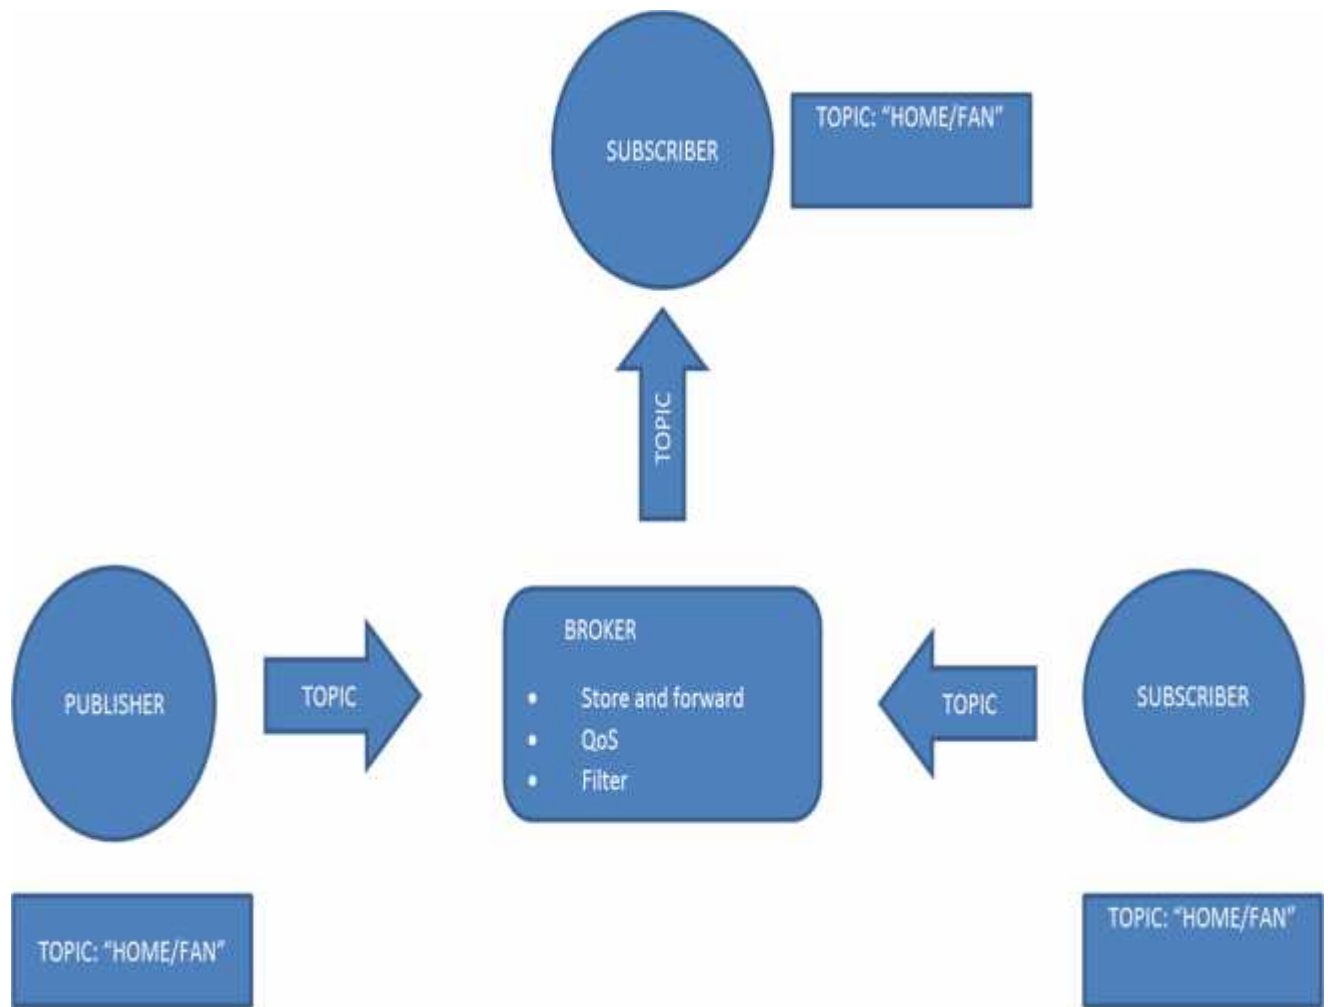 SUBSCRIBER
TOPIC: “HOME/FAN”
TOPIC
PUBLISHER
TOPIC
BROKER
• Store and forward
• QoS
• Filter
TOPIC
SUBSCRIBER
TOPIC: “HOME/FAN”
TOPIC: “HOME/FAN”